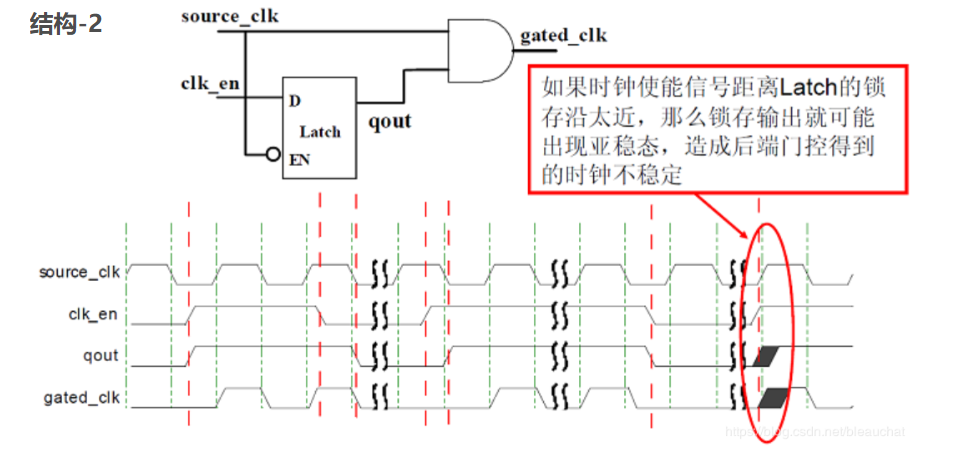 结构-2
source_clk
gated_clk
clk_en
D
Latch
EN
qout
如果时钟使能信号距离Latch的锁
存沿太近，那么锁存输出就可能
出现亚稳态，造成后端门控得到
的时钟不稳定
source_clk
clk_en
qout
gated_clk
https://blog.csdn.net/bleauchat